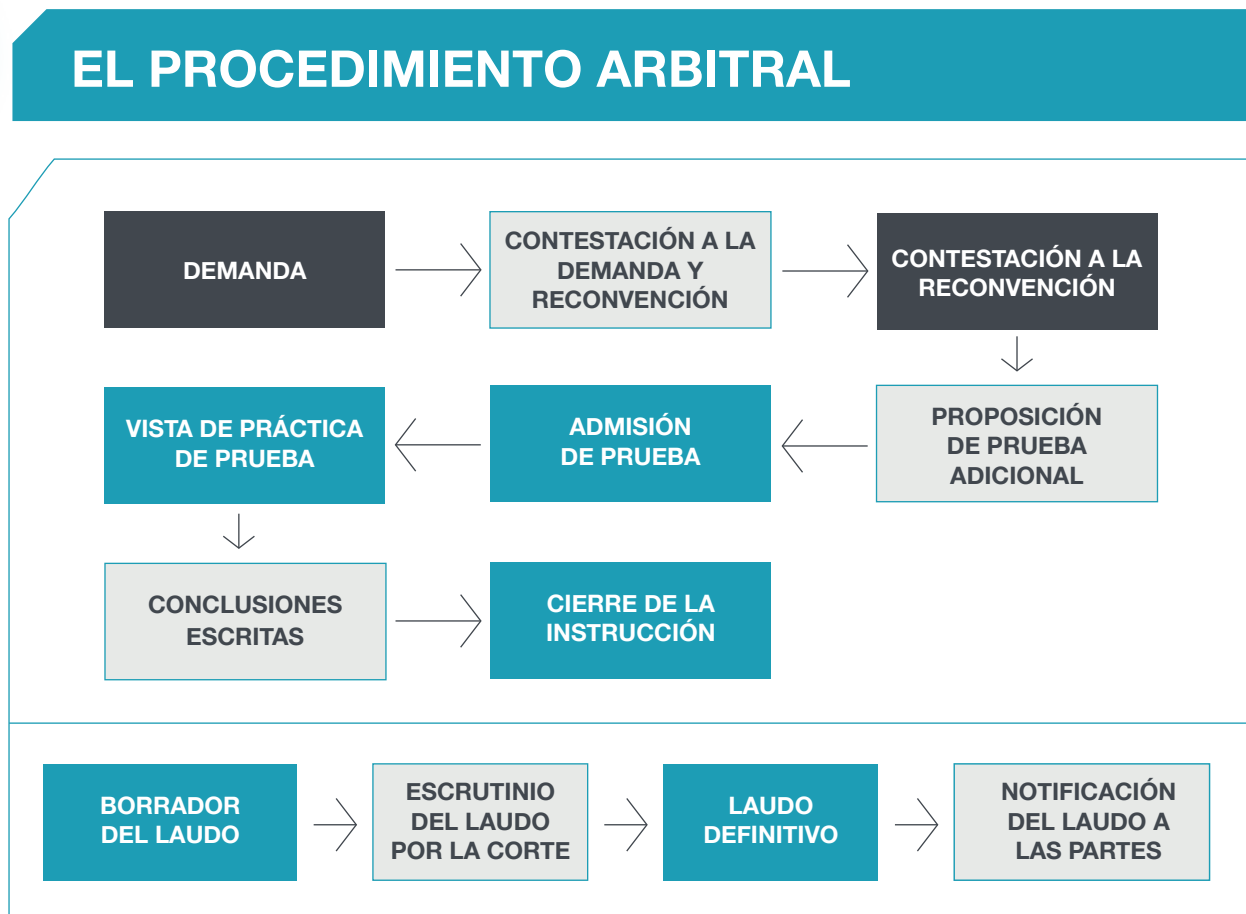 EL PROCEDIMIENTO ARBITRAL
DEMANDA
CONTESTACIÓN A LA
DEMANDA Y
RECONVENCIÓN
CONTESTACIÓN A LA
RECONVENCIÓN
PROPOSICIÓN
DE PRUEBA
ADICIONAL
ADMISIÓN
DE PRUEBA
VISTA DE PRÁCTICA
DE PRUEBA
CONCLUSIONES
ESCRITAS
CIERRE DE LA
INSTRUCCIÓN
BORRADOR
DEL LAUDO
ESCRUTINIO
DEL LAUDO
POR LA CORTE
LAUDO
DEFINITIVO
NOTIFICACIÓN
DEL LAUDO A
LAS PARTES